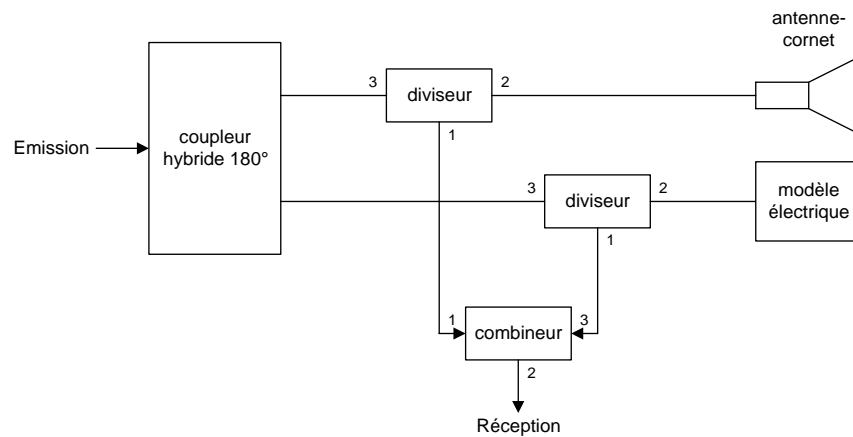 antenne-
cornet
3
diviseur
2
1
Emission
coupleur
hybride 180°
3
diviseur
2
1
modèle
électrique
1
combineur
3
2
Réception